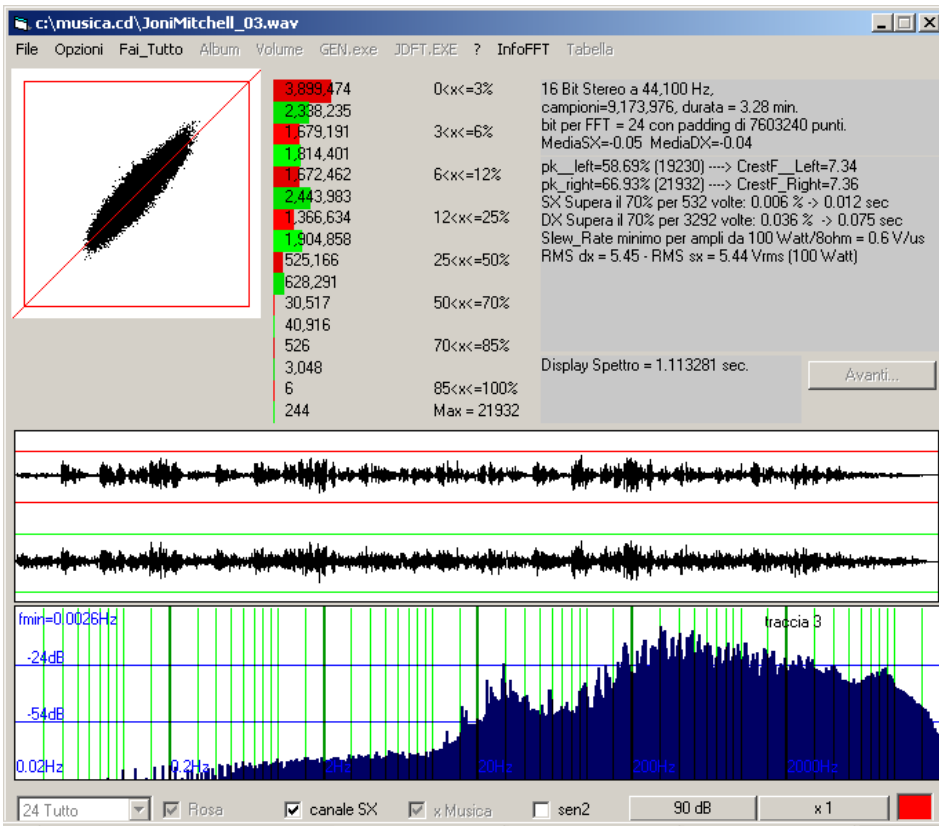 c:\musica.cd\JoniMitchell_03.wav
File Opzioni Fai_Tutto Album Volume GEN.exe JDFT.EXE ? InfoFFT Tabella
3,899,474 0<x<=3%
2,338,235
1,679,191 3<x<=6%
1,814,401
1,672,462 6<x<=12%
2,443,983
1,366,634 12<x<=25%
1,904,858
525,166 25<x<=50%
628,291
30,517 50<x<=70%
40,916
526 70<x<=85%
3,048
6 85<x<=100%
244 Max = 21932
16 Bit Stereo a 44,100 Hz,
campioni=9,173,976, durata = 3.28 min.
bit per FFT = 24 con padding di 7603240 punti.
MediaSX=-0.05 MediaDX=-0.04
pk__left=58.69% (19230) ----> CrestF__Left=7.34
pk_right=66.93% (21932) ----> CrestF_Right=7.36
SX Supera il 70% per 532 volte: 0.006 % -> 0.012 sec
DX Supera il 70% per 3292 volte: 0.036 % -> 0.075 sec
Slew_Rate minimo per ampli da 100 Watt/8ohm = 0.6 V/us
RMS dx = 5.45 - RMS sx = 5.44 Vrms (100 Watt)
Display Spettro = 1.113281 sec.
Avanti...
fmin=0.0026Hz
traccia 3
-24dB
-54dB
0.02Hz 0.2Hz 2Hz 20Hz 200Hz 2000Hz
24 Tutto Rosa canale SX x Musica sen2 90 dB x 1